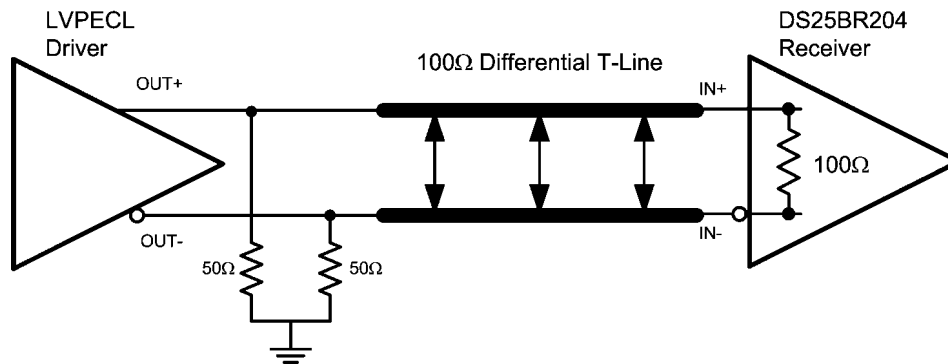 LVPECL
Driver
DS25BR204
Receiver
100Ω Differential T-Line
OUT+
IN+
100Ω
OUT-
IN-
50Ω
50Ω